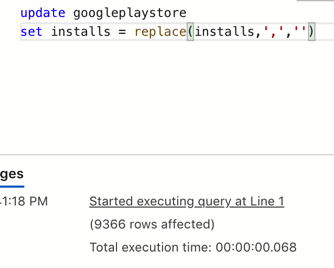 update googleplaystore
set installs = replace(installs,',','')
ges
41:18 PM Started executing query at Line 1
(9366 rows affected)
Total execution time: 00:00:00.068